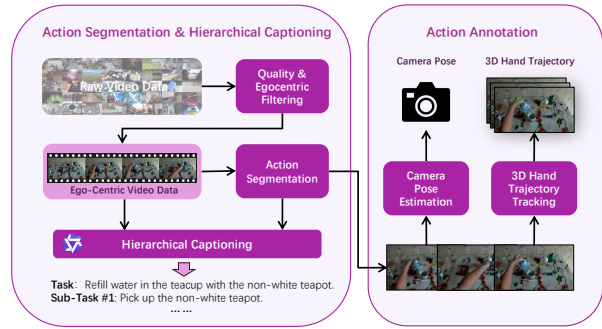 Action Segmentation & Hierarchical Captioning
Raw Video Data
Quality &
Egocentric
Filtering
Ego-Centric Video Data
Action
Segmentation
Hierarchical Captioning
Task: Refill water in the teacup with the non-white teapot.
Sub-Task #1: Pick up the non-white teapot.
... ...
Action Annotation
Camera Pose
3D Hand Trajectory
Camera
Pose
Estimation
3D Hand
Trajectory
Tracking